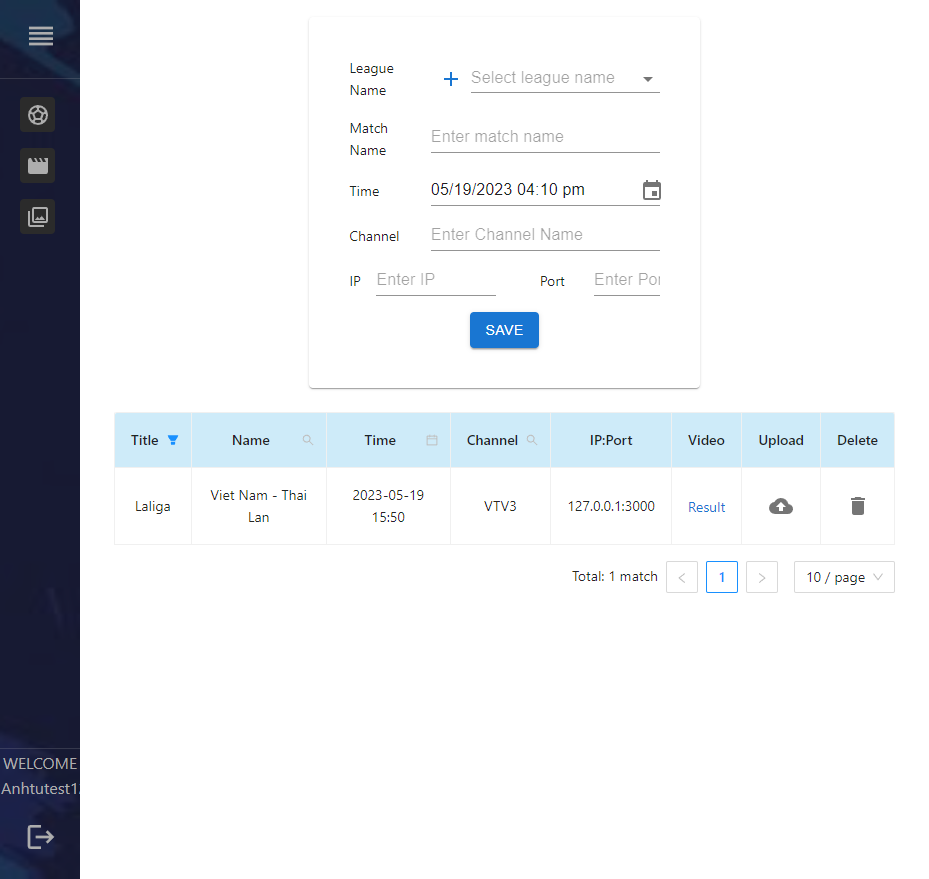 League
Name
Select league name
Match
Name
Enter match name
Time
05/19/2023 04:10 pm
Channel
Enter Channel Name
IP
Enter IP
Port
Enter Por
SAVE
Title Name Time Channel IP:Port Video Upload Delete
Laliga
Viet Nam - Thai
Lan
2023-05-19
15:50
VTV3
127.0.0.1:3000
Result
Total: 1 match
1
10 / page
WELCOME
Anhtutest1